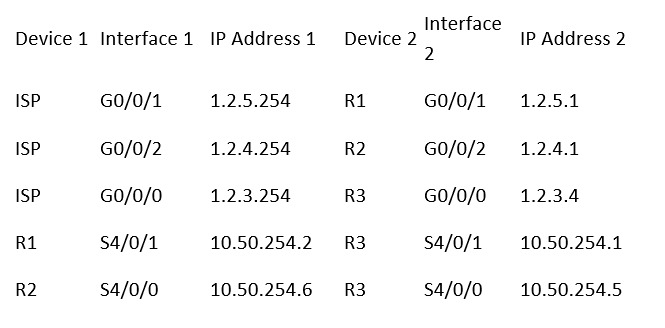 Device 1 Interface 1 IP Address 1 Device 2 Interface 2 IP Address 2
ISP G0/0/1 1.2.5.254 R1 G0/0/1 1.2.5.1
ISP G0/0/2 1.2.4.254 R2 G0/0/2 1.2.4.1
ISP G0/0/0 1.2.3.254 R3 G0/0/0 1.2.3.4
R1 S4/0/1 10.50.254.2 R3 S4/0/1 10.50.254.1
R2 S4/0/0 10.50.254.6 R3 S4/0/0 10.50.254.5